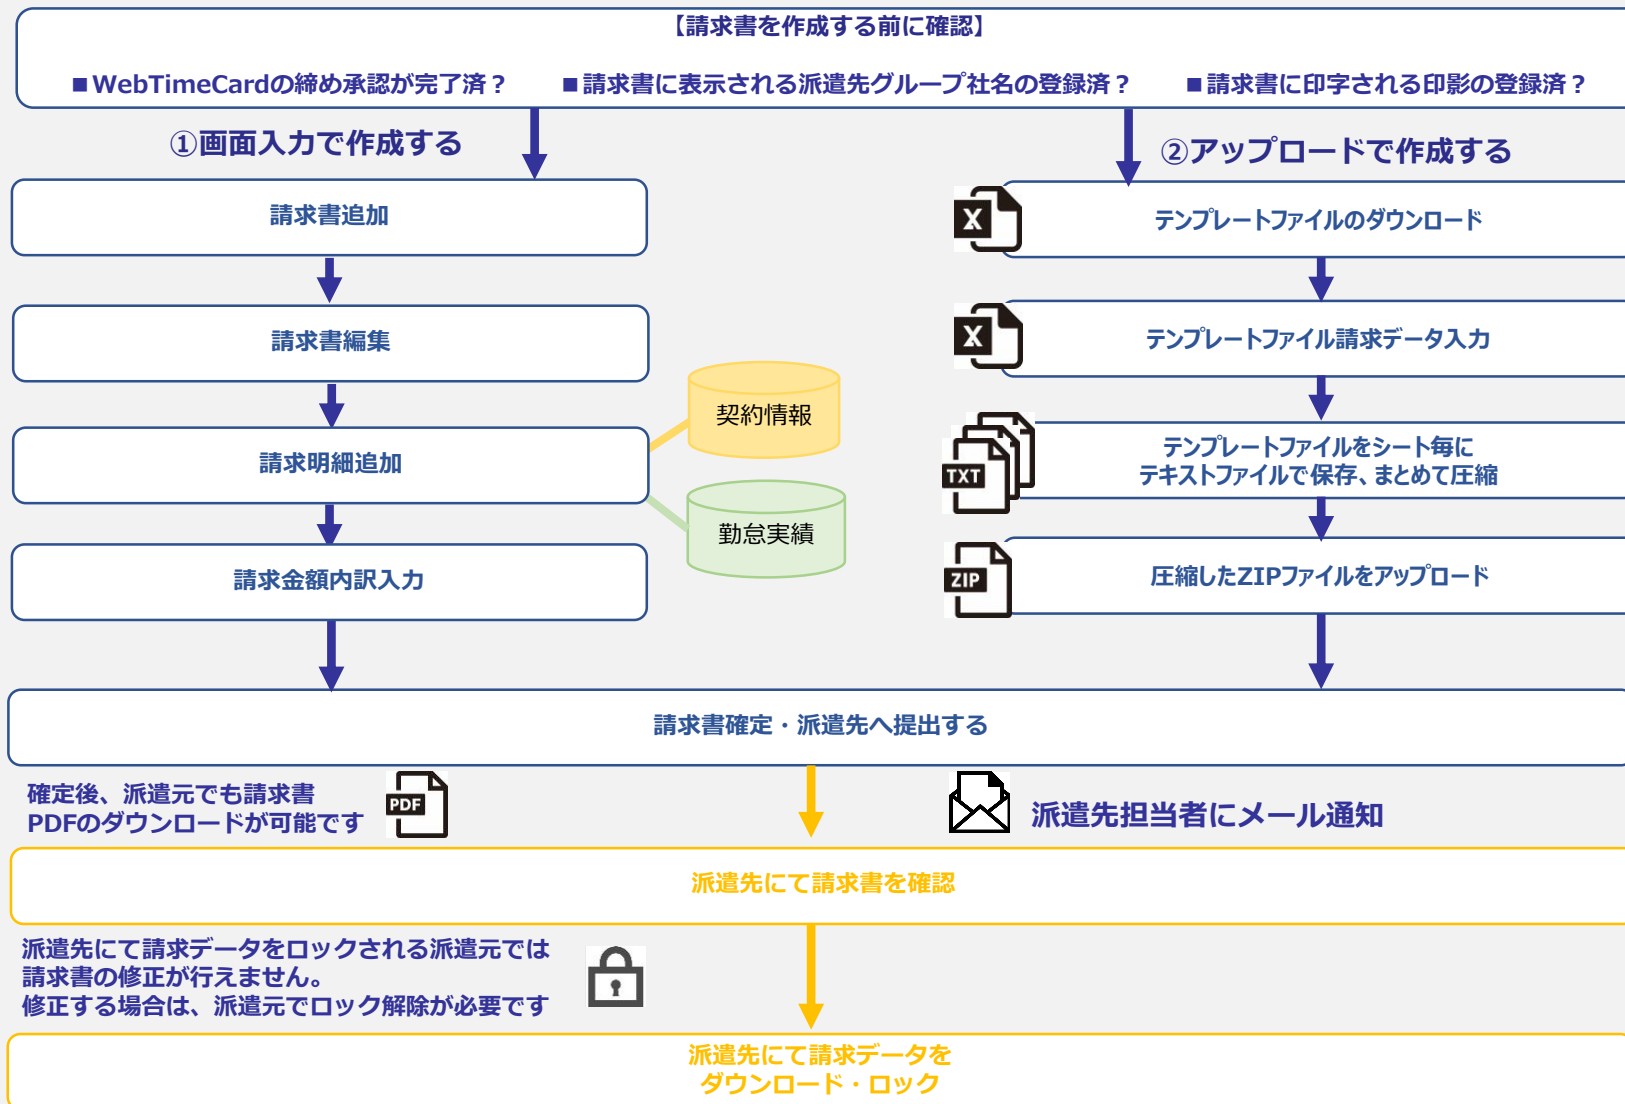 【請求書を作成する前に確認】
■WebTimeCardの締め承認が完了済？ ■請求書に表示される派遣先グループ社名の登録済？ ■請求書に印字される印影の登録済？
①画面入力で作成する
請求書追加
請求書編集
請求明細追加
契約情報
勤怠実績
請求金額内訳入力
②アップロードで作成する
X
テンプレートファイルのダウンロード
X
テンプレートファイル請求データ入力
TXT
テンプレートファイルをシート毎に
テキストファイルで保存、まとめて圧縮
ZIP
圧縮したZIPファイルをアップロード
請求書確定・派遣先へ提出する
確定後、派遣元でも請求書
PDFのダウンロードが可能です
PDF
派遣先担当者にメール通知
派遣先にて請求書を確認
派遣先にて請求データをロックされる派遣元では
請求書の修正が行えません。
修正する場合は、派遣元でロック解除が必要です
派遣先にて請求データを
ダウンロード・ロック